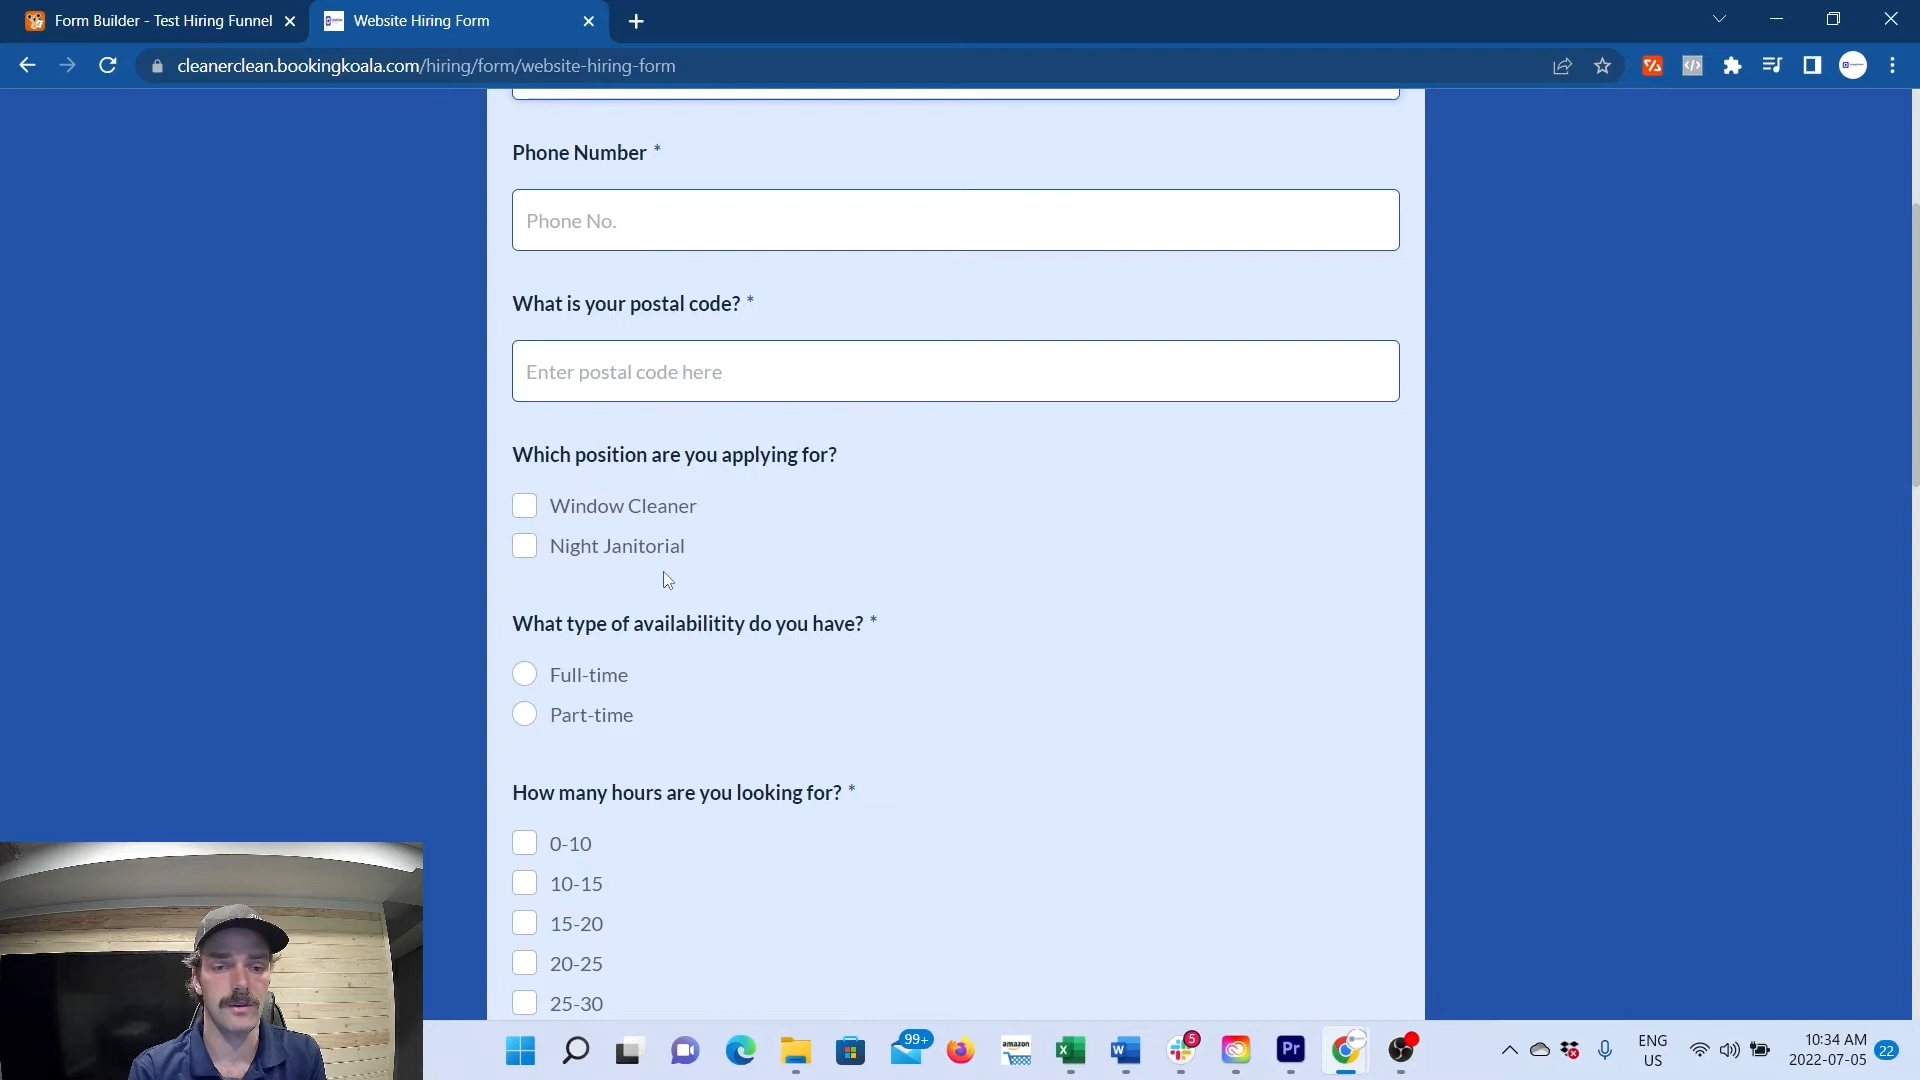 Form Builder - Test Hiring Funnel
Website Hiring Form
cleanerclean.bookingkoala.com/hiring/form/website-hiring-form
Phone Number *
Phone No.
What is your postal code? *
Enter postal code here
Which position are you applying for?
Window Cleaner
Night Janitorial
What type of availabilitity do you have? *
Full-time
Part-time
How many hours are you looking for? *
0-10
10-15
15-20
20-25
25-30
99+
amazon
5
Pr
ENG
US
10:34 AM
2022-07-05
22